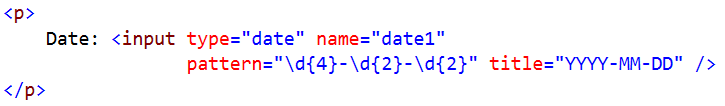 <p>
Date: <input type="date" name="date1"
pattern="\d{4}-\d{2}-\d{2}" title="YYYY-MM-DD" />
</p>